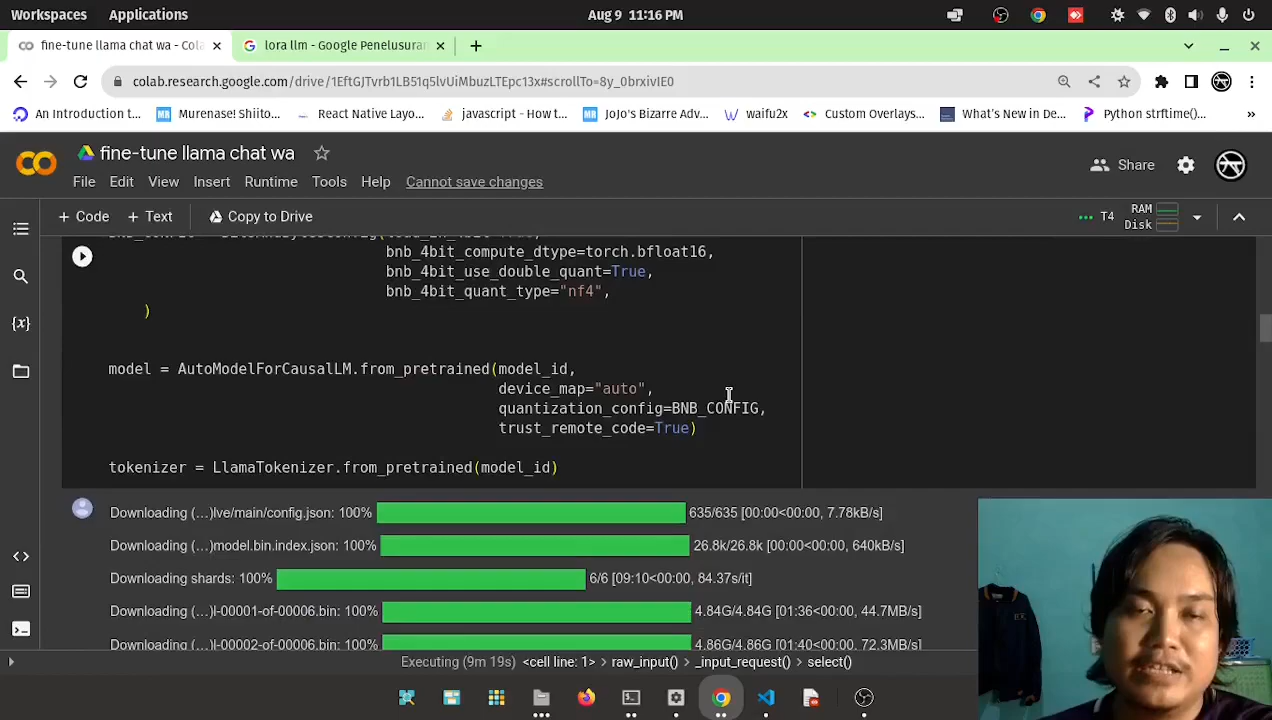 Workspaces Applications Aug 9 11:16 PM
fine-tune llama chat wa - Cola lora llm - Google Penelusuran
colab.research.google.com/drive/1EftGJTvrb1LB51q5lvUiMbuzLTEpc13x#scrollTo=8y_0brxivIE0
An Introduction t... Murenase! Shiito... React Native Layo... javascript - How t... JoJo's Bizarre Adv... waifu2x Custom Overlays... What's New in De... Python strftime()... »
fine-tune llama chat wa Share
File Edit View Insert Runtime Tools Help Cannot save changes
+ Code + Text Copy to Drive T4 RAM Disk
bnb_4bit_compute_dtype=torch.bfloat16,
bnb_4bit_use_double_quant=True,
bnb_4bit_quant_type="nf4",
)
model = AutoModelForCausalLM.from_pretrained(model_id,
device_map="auto",
quantization_config=BNB_CONFIG,
trust_remote_code=True)
tokenizer = LlamaTokenizer.from_pretrained(model_id)
Downloading (...)lve/main/config.json: 100% 635/635 [00:00<00:00, 7.78kB/s]
Downloading (...)model.bin.index.json: 100% 26.8k/26.8k [00:00<00:00, 640kB/s]
Downloading shards: 100% 6/6 [09:10<00:00, 84.37s/it]
Downloading (...)l-00001-of-00006.bin: 100% 4.84G/4.84G [01:36<00:00, 44.7MB/s]
Downloading (...)l-00002-of-00006.bin: 100% 4.86G/4.86G [01:40<00:00, 72.3MB/s]
Executing (9m 19s) <cell line: 1> raw_input() _input_request() select()